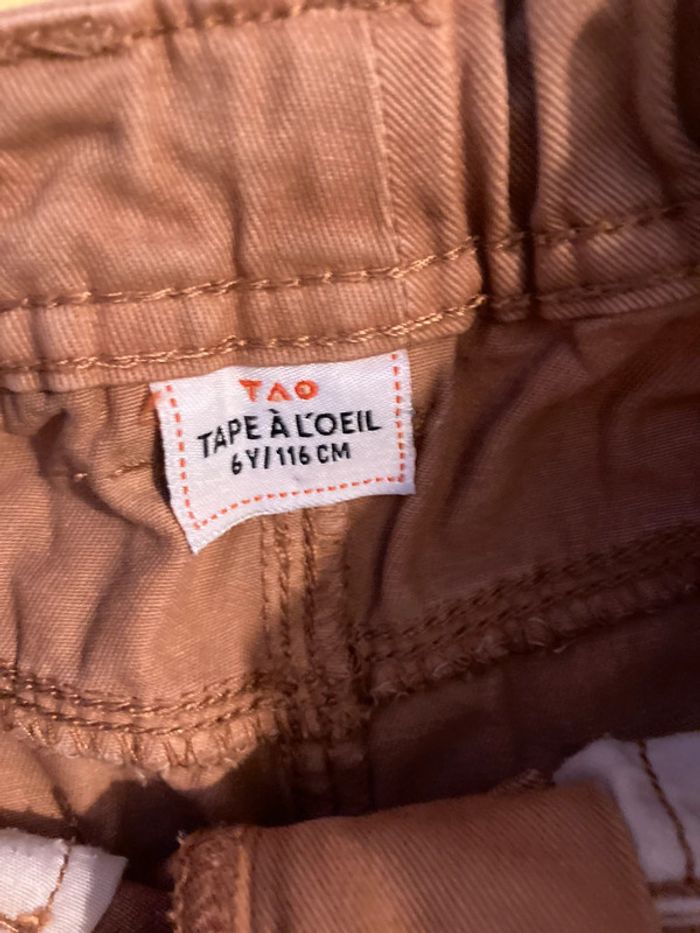 TAO
TAPE À L'OEIL
6Y/116 CM